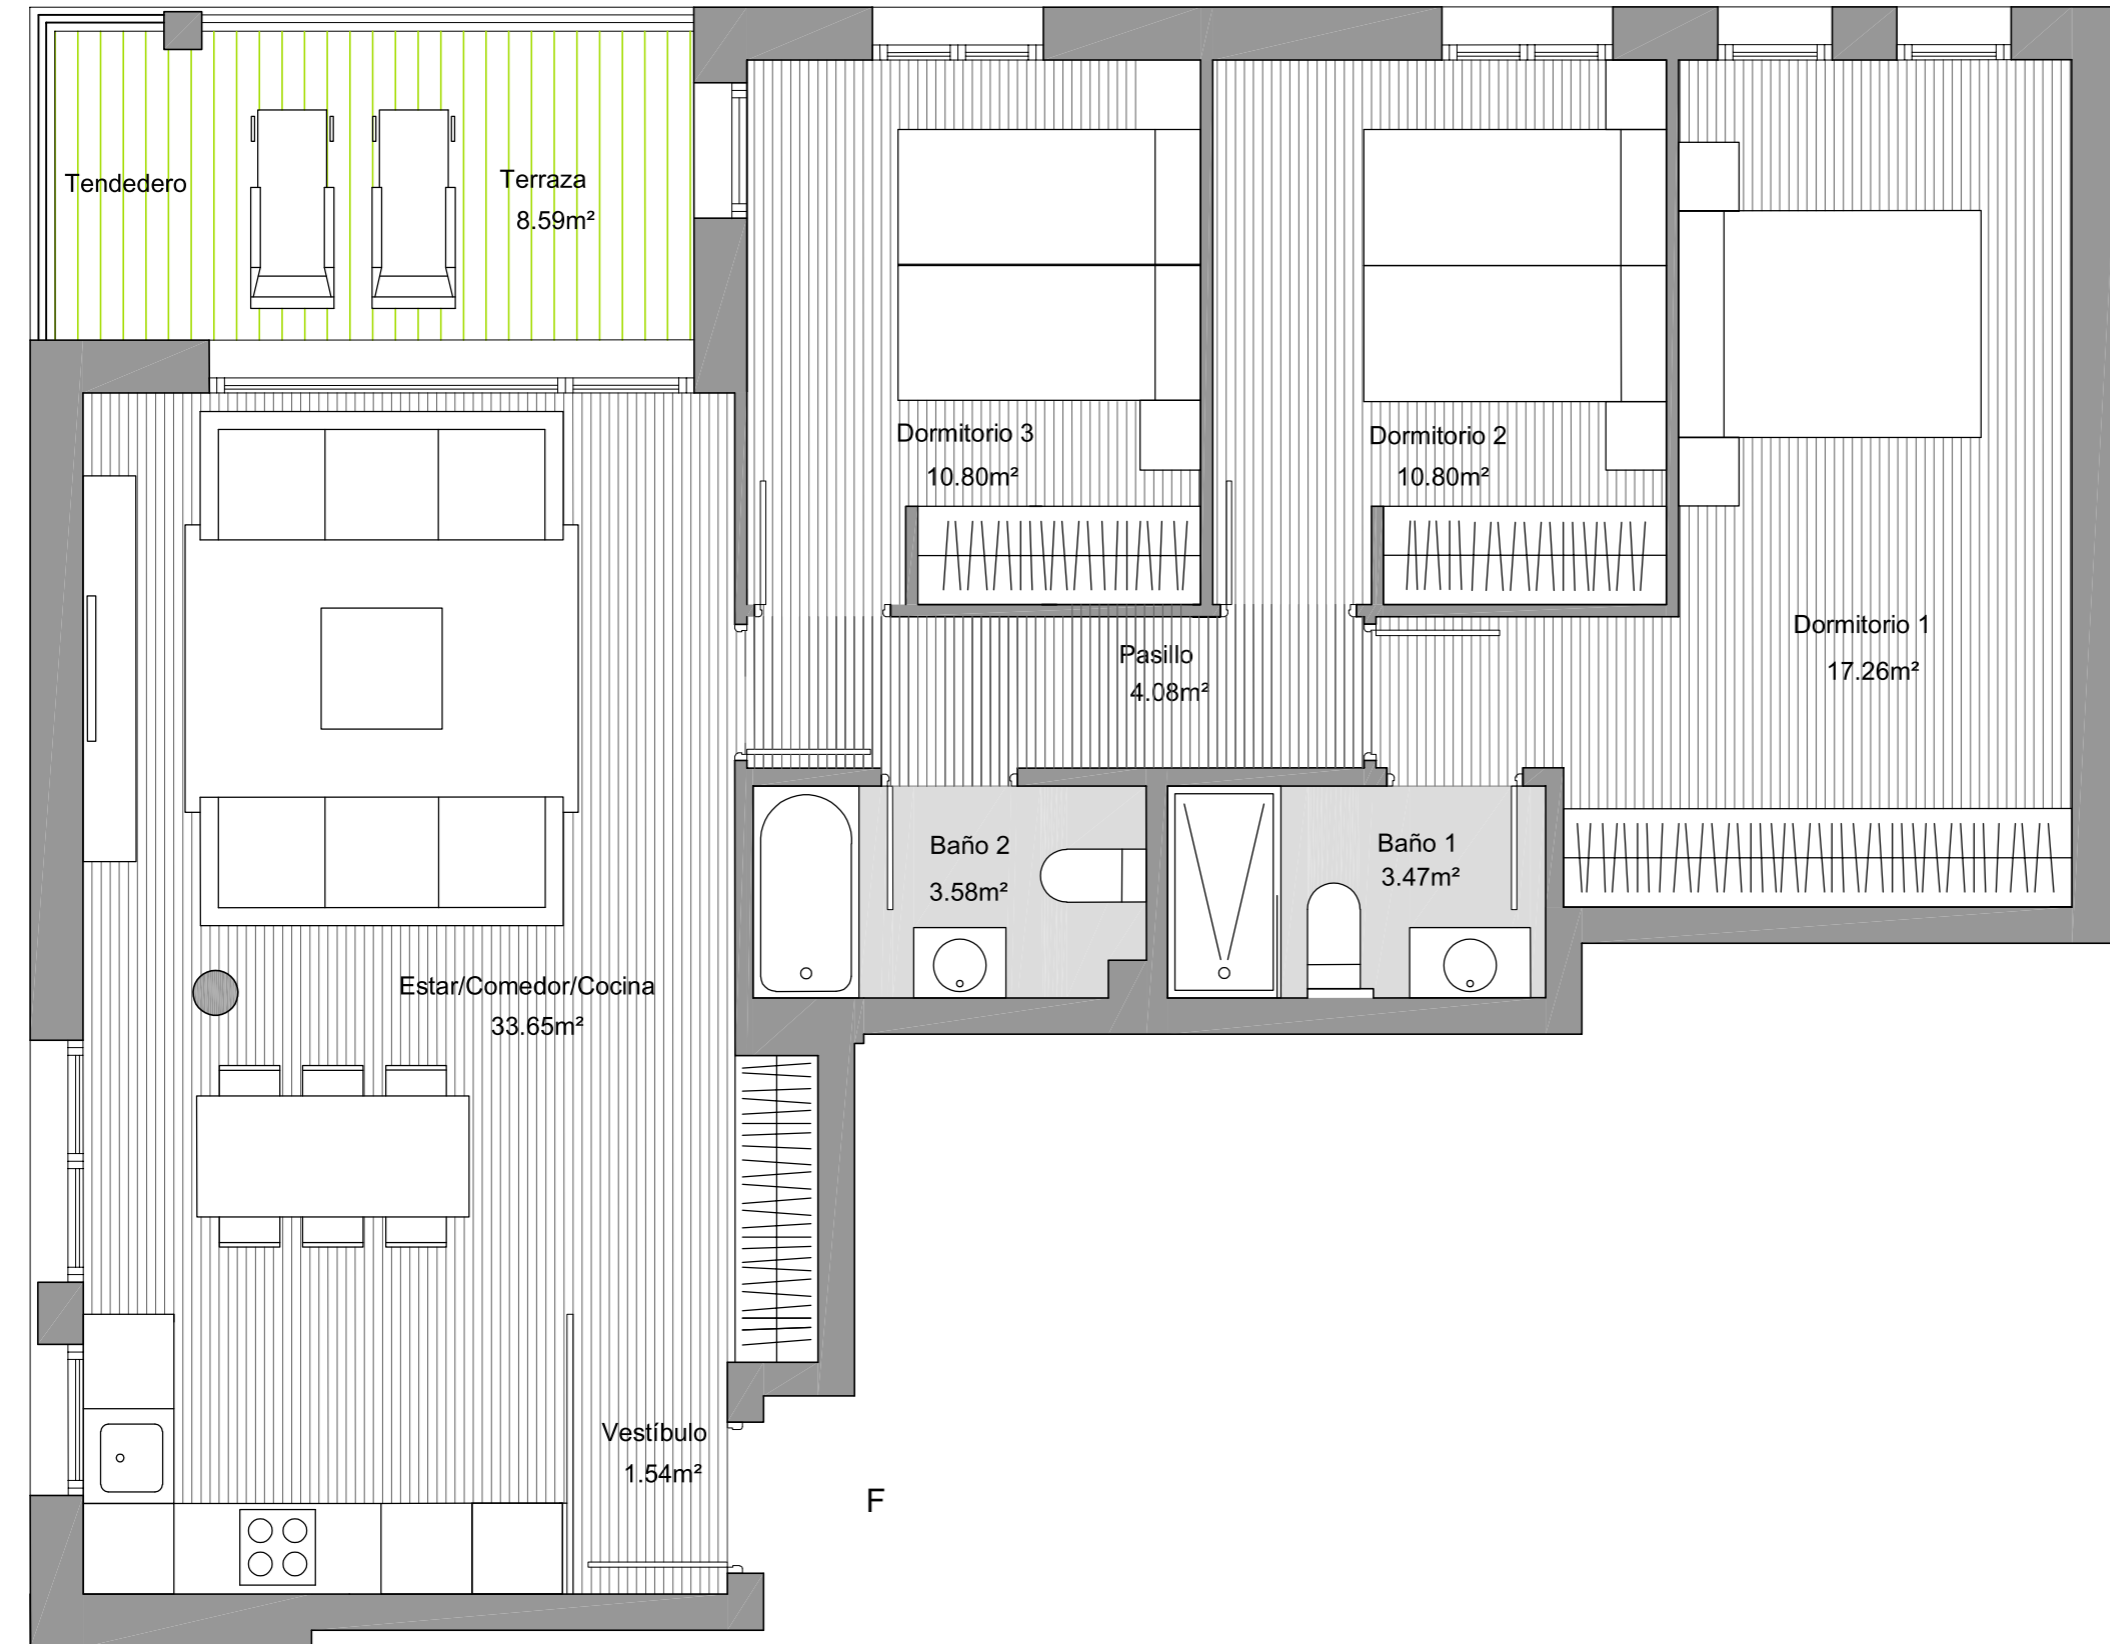 Tendedero
Terraza
8.59m²
Dormitorio 3
10.80m²
Dormitorio 2
10.80m²
Dormitorio 1
17.26m²
Pasillo
4.08m²
Baño 2
3.58m²
Baño 1
3.47m²
Estar/Comedor/Cocina
33.65m²
Vestíbulo
1.54m²
F